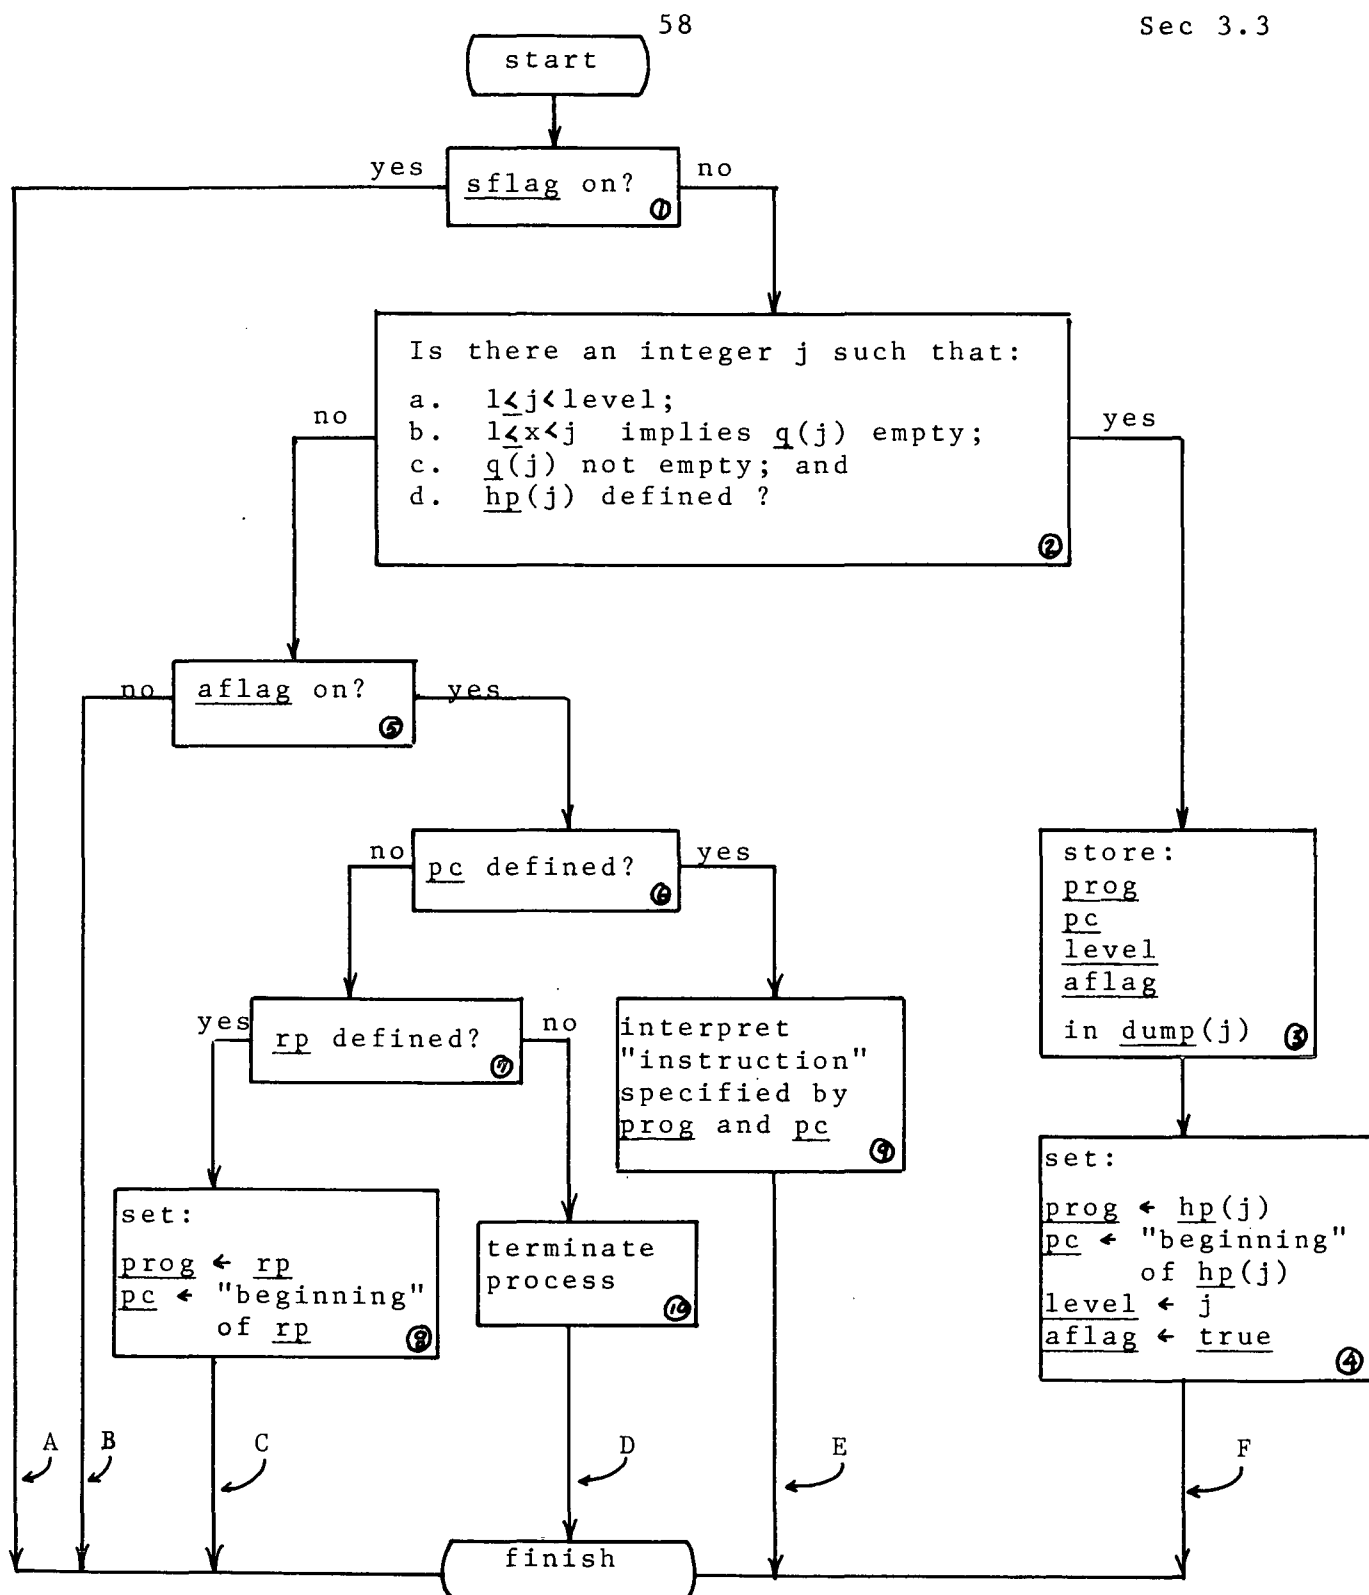 58
Sec 3.3
start
yes
no
sflag on?
①
Is there an integer j such that:
a. 1≤j<level;
b. 1≤x<j implies q(j) empty;
c. q(j) not empty; and
d. hp(j) defined ?
②
no
yes
no
aflag on?
yes
⑤
no
pc defined?
yes
⑥
store:
prog
pc
level
aflag
in dump(j)
③
yes
rp defined?
no
⑦
interpret
"instruction"
specified by
prog and pc
⑨
set:
prog ← hp(j)
pc ← "beginning"
of hp(j)
level ← j
aflag ← true
④
set:
prog ← rp
pc ← "beginning"
of rp
⑧
terminate
process
⑩
A
B
C
D
E
F
finish